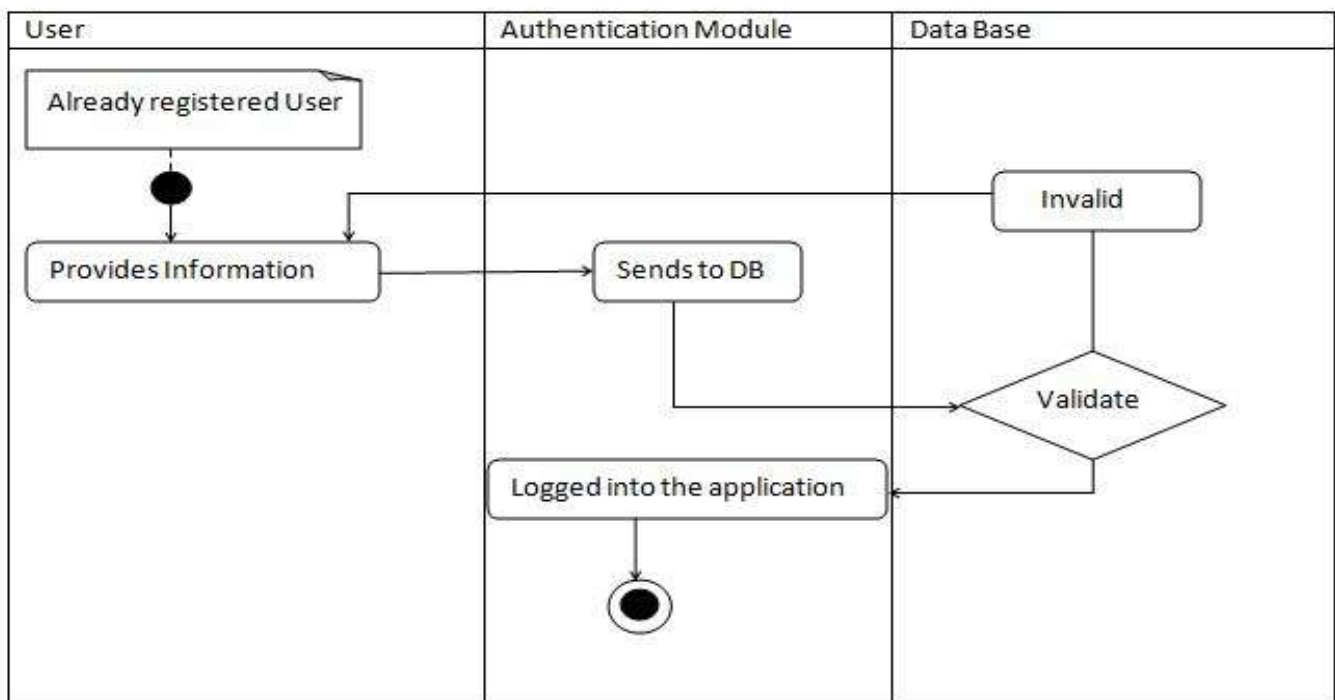 User
Authentication Module
Data Base
Already registered User
Invalid
Provides Information
Sends to DB
Validate
Logged into the application